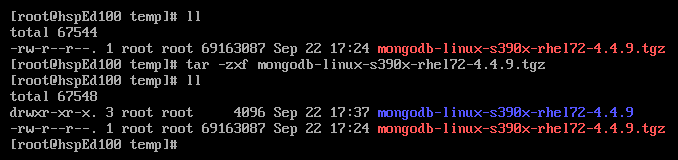 [root@hspEd100 temp]# ll
total 67544
-rw-r--r--. 1 root root 69163087 Sep 22 17:24 mongodb-linux-s390x-rhel72-4.4.9.tgz
[root@hspEd100 temp]# tar -zxf mongodb-linux-s390x-rhel72-4.4.9.tgz
[root@hspEd100 temp]# ll
total 67548
drwxr-xr-x. 3 root root     4096 Sep 22 17:37 mongodb-linux-s390x-rhel72-4.4.9
-rw-r--r--. 1 root root 69163087 Sep 22 17:24 mongodb-linux-s390x-rhel72-4.4.9.tgz
[root@hspEd100 temp]#